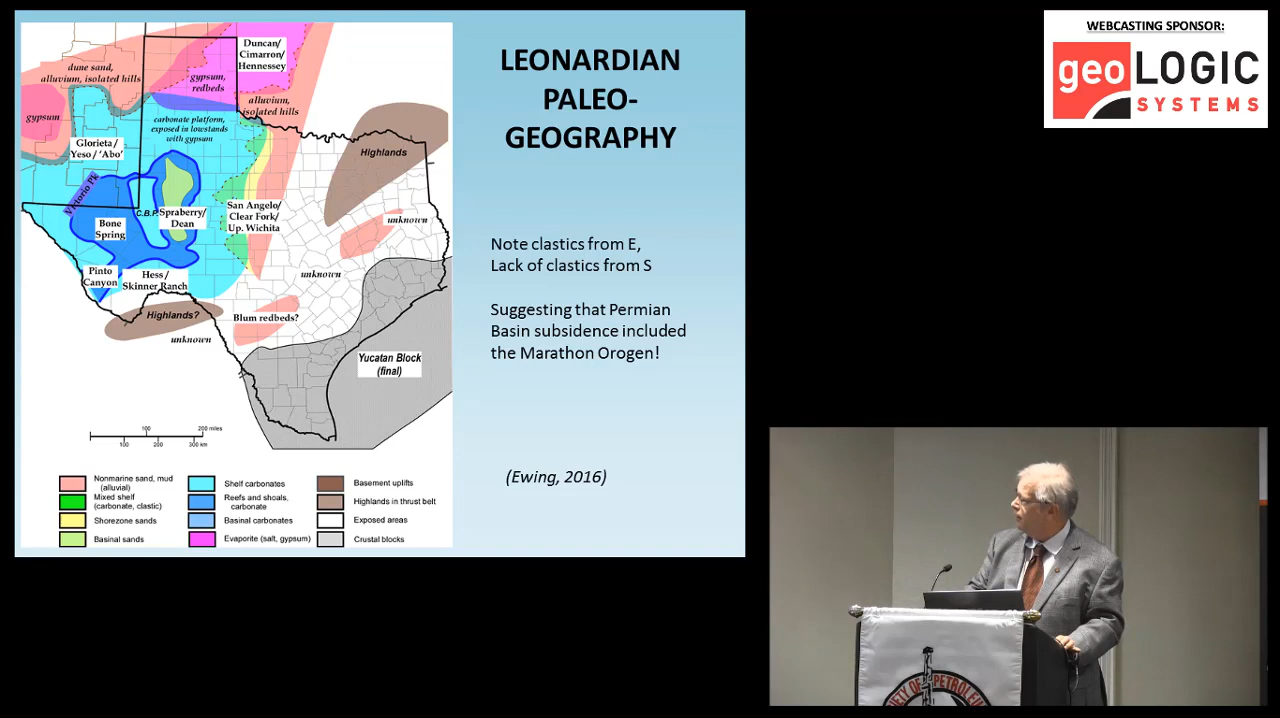 LEONARDIAN
PALEO-
GEOGRAPHY
Note clastics from E,
Lack of clastics from S
Suggesting that Permian
Basin subsidence included
the Marathon Orogen!
(Ewing, 2016)
dune sand,
alluvium, isolated hills
gypsum,
redbeds
Duncan/
Cimarron/
Hennessey
gypsum
alluvium,
isolated hills
carbonate platform,
exposed in lowstands
with gypsum
Glorieta/
Yeso/ 'Abo'
Highlands
Victorio Pk
C.B.P.
Spraberry/
Dean
San Angelo/
Clear Fork/
Up. Wichita
unknown
Bone
Spring
Pinto
Canyon
Hess/
Skinner Ranch
unknown
Highlands?
unknown
Blum redbeds?
Yucatan Block
(final)
100 200 miles
100 200 300 km
Nonmarine sand, mud
(alluvial)
Mixed shelf
(carbonate, clastic)
Shorezone sands
Basinal sands
Shelf carbonates
Reefs and shoals,
carbonate
Basinal carbonates
Evaporite (salt, gypsum)
Basement uplifts
Highlands in thrust belt
Exposed areas
Crustal blocks
WEBCASTING SPONSOR:
geoLOGIC
SYSTEMS